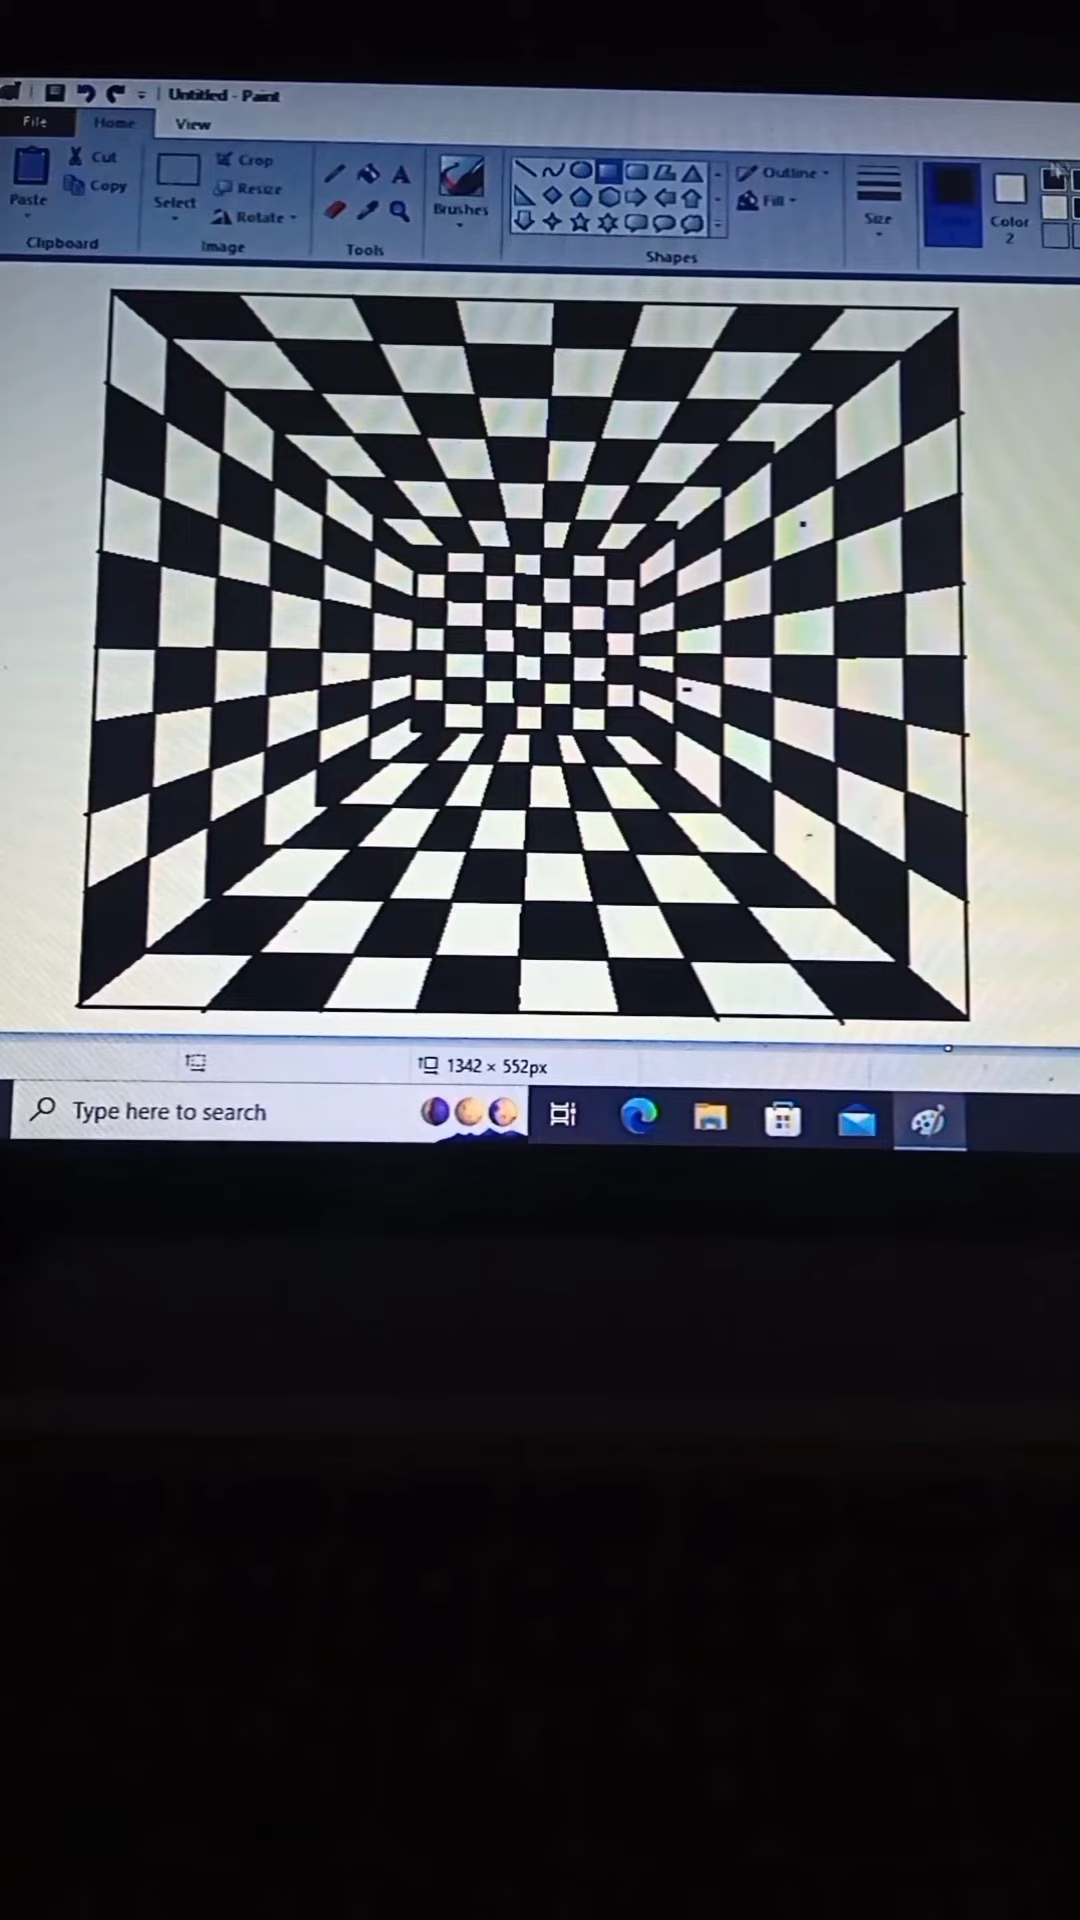 Untitled - Paint
File Home View
Cut Crop Outline
Copy Resize Fill
Paste Select Rotate Brushes Size Color
2
Clipboard Image Tools Shapes
1342 × 552px
Type here to search